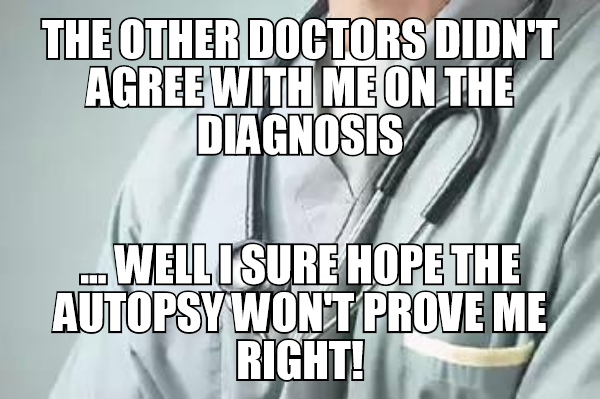 THE OTHER DOCTORS DIDN'T
AGREE WITH ME ON THE
DIAGNOSIS
... WELL I SURE HOPE THE
AUTOPSY WON'T PROVE ME
RIGHT!